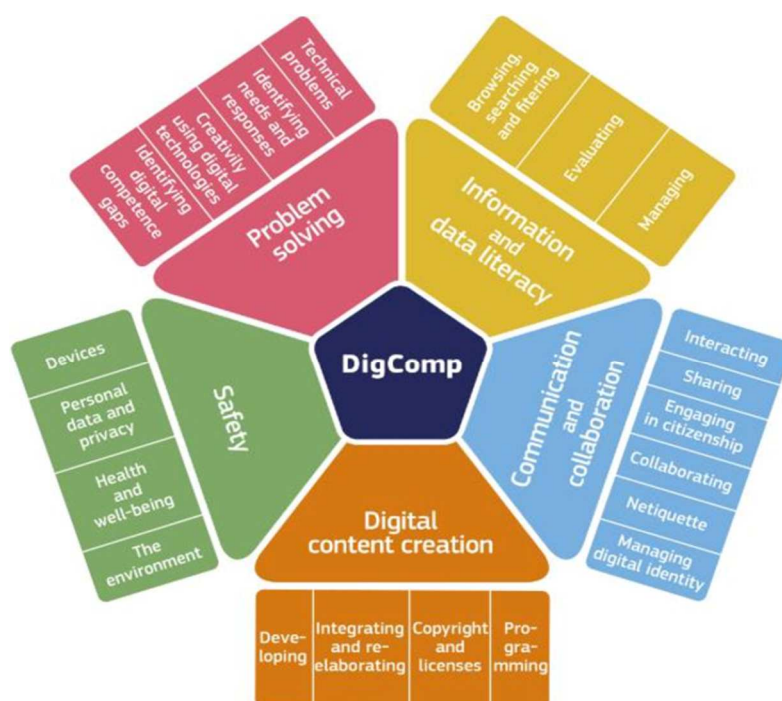 DigComp
Problem
solving
Technical
problems
Identifying
needs and
responses
Creativity
using digital
technologies
Identifying
digital
competence
gaps
Information
and
data literacy
Browsing,
searching
and fitering
Evaluating
Managing
Communication
and
collaboration
Interacting
Sharing
Engaging
in citizenship
Collaborating
Netiquette
Managing
digital identity
Digital
content creation
Deve-
loping
Integrating
and re-
elaborating
Copyright
and
licenses
Pro-
gra-
mming
Safety
Devices
Personal
data and
privacy
Health
and
well-being
The
environment